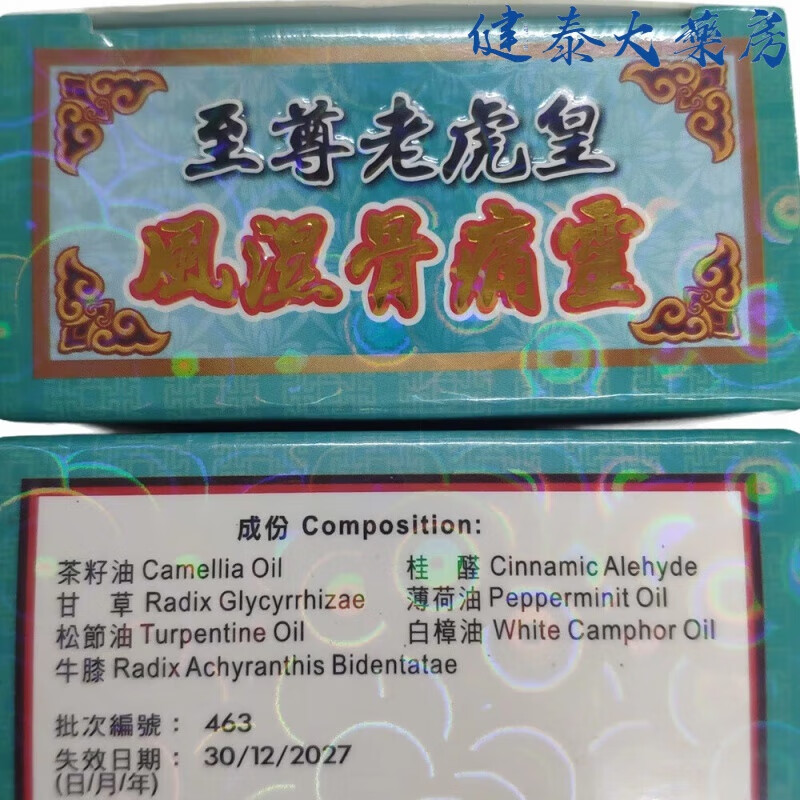 健泰大藥房
至尊老虎皇
風濕骨痛靈
成份 Composition:
茶籽油 Camellia Oil 桂 醛 Cinnamic Alehyde
甘 草 Radix Glycyrrhizae 薄荷油 Pepperminit Oil
松節油 Turpentine Oil 白樟油 White Camphor Oil
牛膝 Radix Achyranthis Bidentatae
批次編號： 463
失效日期： 30/12/2027
(日/月/年)